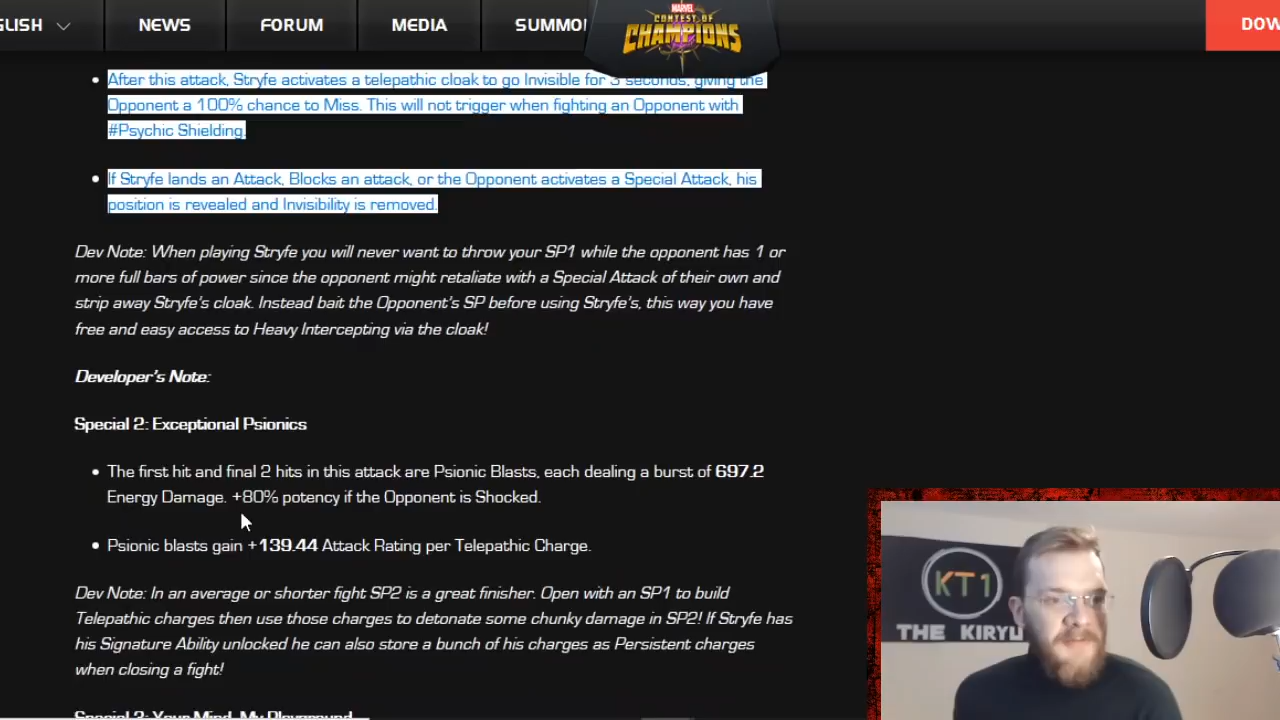 GLISH
NEWS
FORUM
MEDIA
SUMMO
MARVEL
CONTEST OF
CHAMPIONS
DOW
After this attack, Stryfe activates a telepathic cloak to go Invisible for 3 seconds, giving the
Opponent a 100% chance to Miss. This will not trigger when fighting an Opponent with
#Psychic Shielding.
If Stryfe lands an Attack, Blocks an attack, or the Opponent activates a Special Attack, his
position is revealed and Invisibility is removed.
Dev Note: When playing Stryfe you will never want to throw your SP1 while the opponent has 1 or
more full bars of power since the opponent might retaliate with a Special Attack of their own and
strip away Stryfe's cloak. Instead bait the Opponent's SP before using Stryfe's, this way you have
free and easy access to Heavy Intercepting via the cloak!
Developer's Note:
Special 2: Exceptional Psionics
The first hit and final 2 hits in this attack are Psionic Blasts, each dealing a burst of 697.2
Energy Damage. +80% potency if the Opponent is Shocked.
Psionic blasts gain +139.44 Attack Rating per Telepathic Charge.
Dev Note: In an average or shorter fight SP2 is a great finisher. Open with an SP1 to build
Telepathic charges then use those charges to detonate some chunky damage in SP2! If Stryfe has
his Signature Ability unlocked he can also store a bunch of his charges as Persistent charges
when closing a fight!
Special 3: Your Mind, My Playground
KT1
THE KIRYU